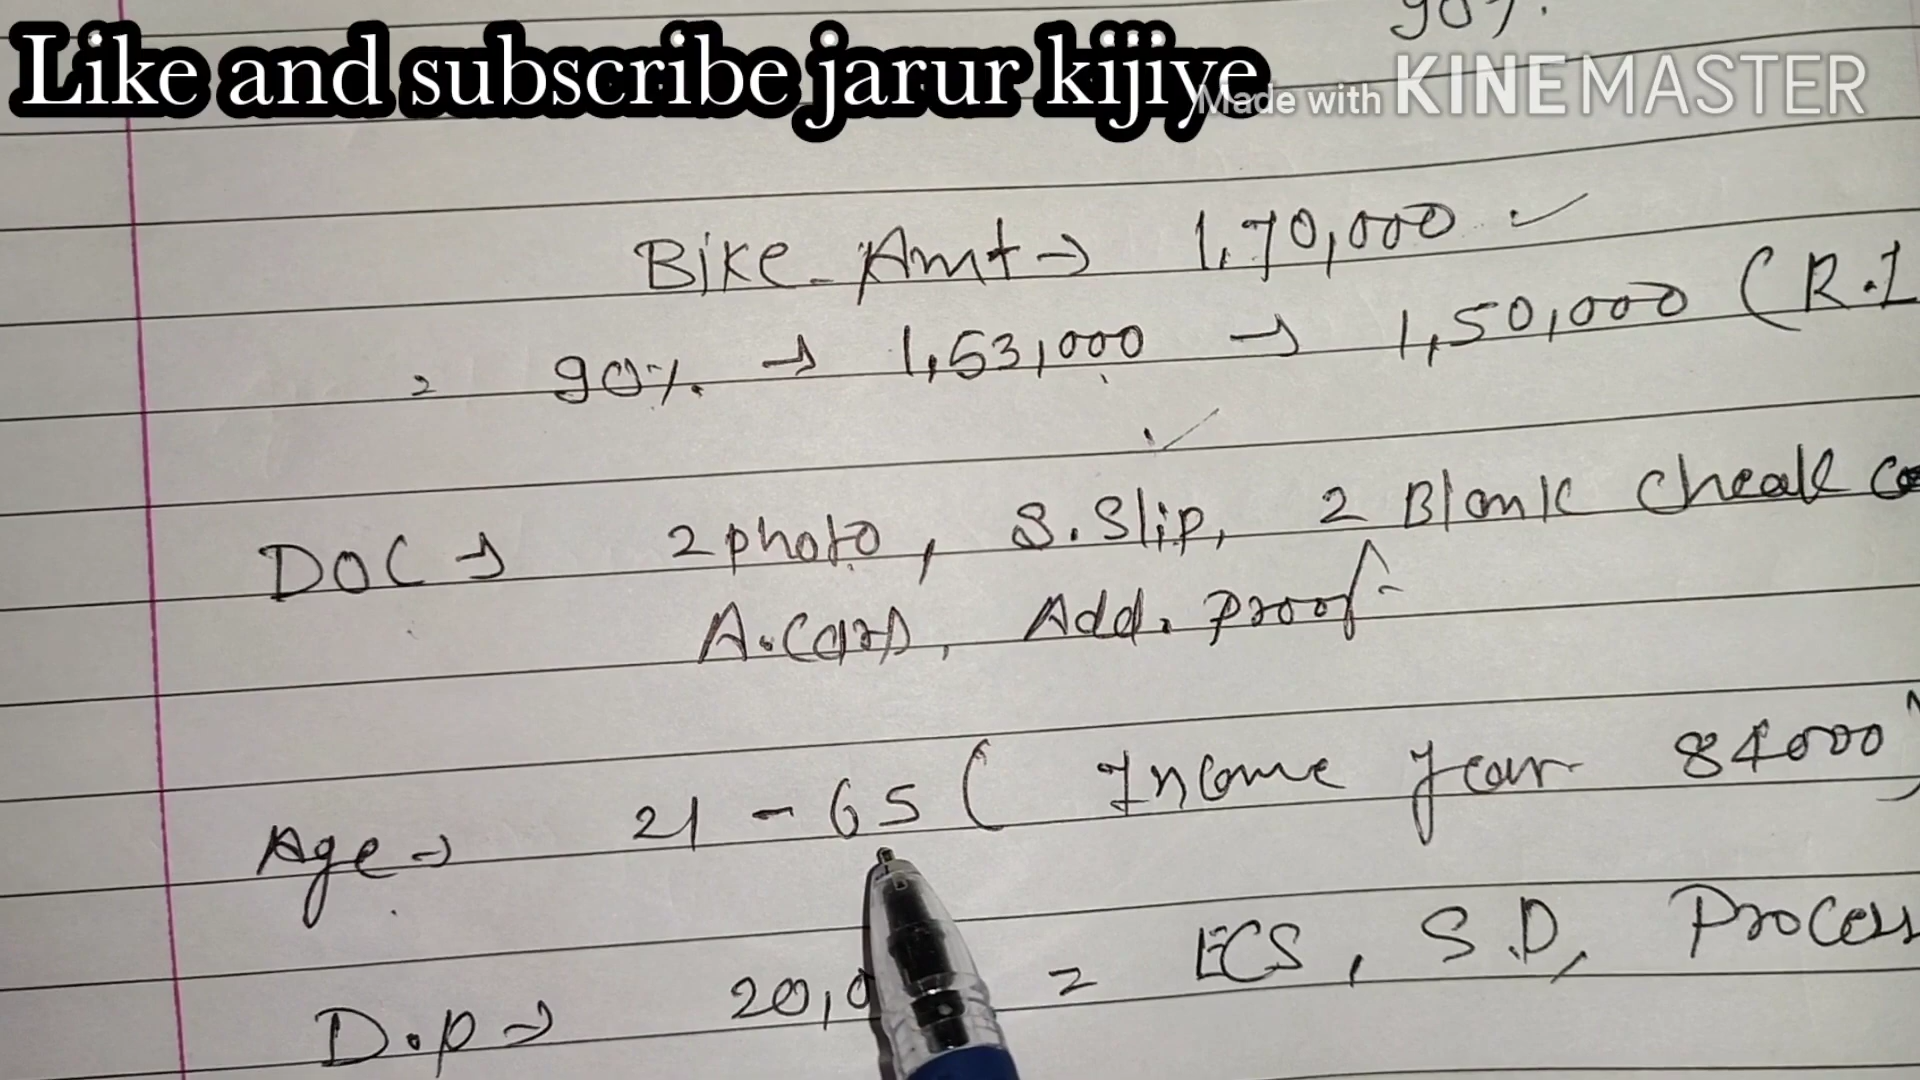 90%.
Like and subscribe jarur kijiye
Made with KINEMASTER
Bike Amt → 1,70,000 ✓
= 90% → 1,53,000 → 1,50,000 (R.I
DOC → 2 photo, S.Slip, 2 Blank Cheak
A.Card, Add. Proof
Age → 21 - 65 ( Income Year 84000)
D.P → 20,0 = ECS, S.D, Process